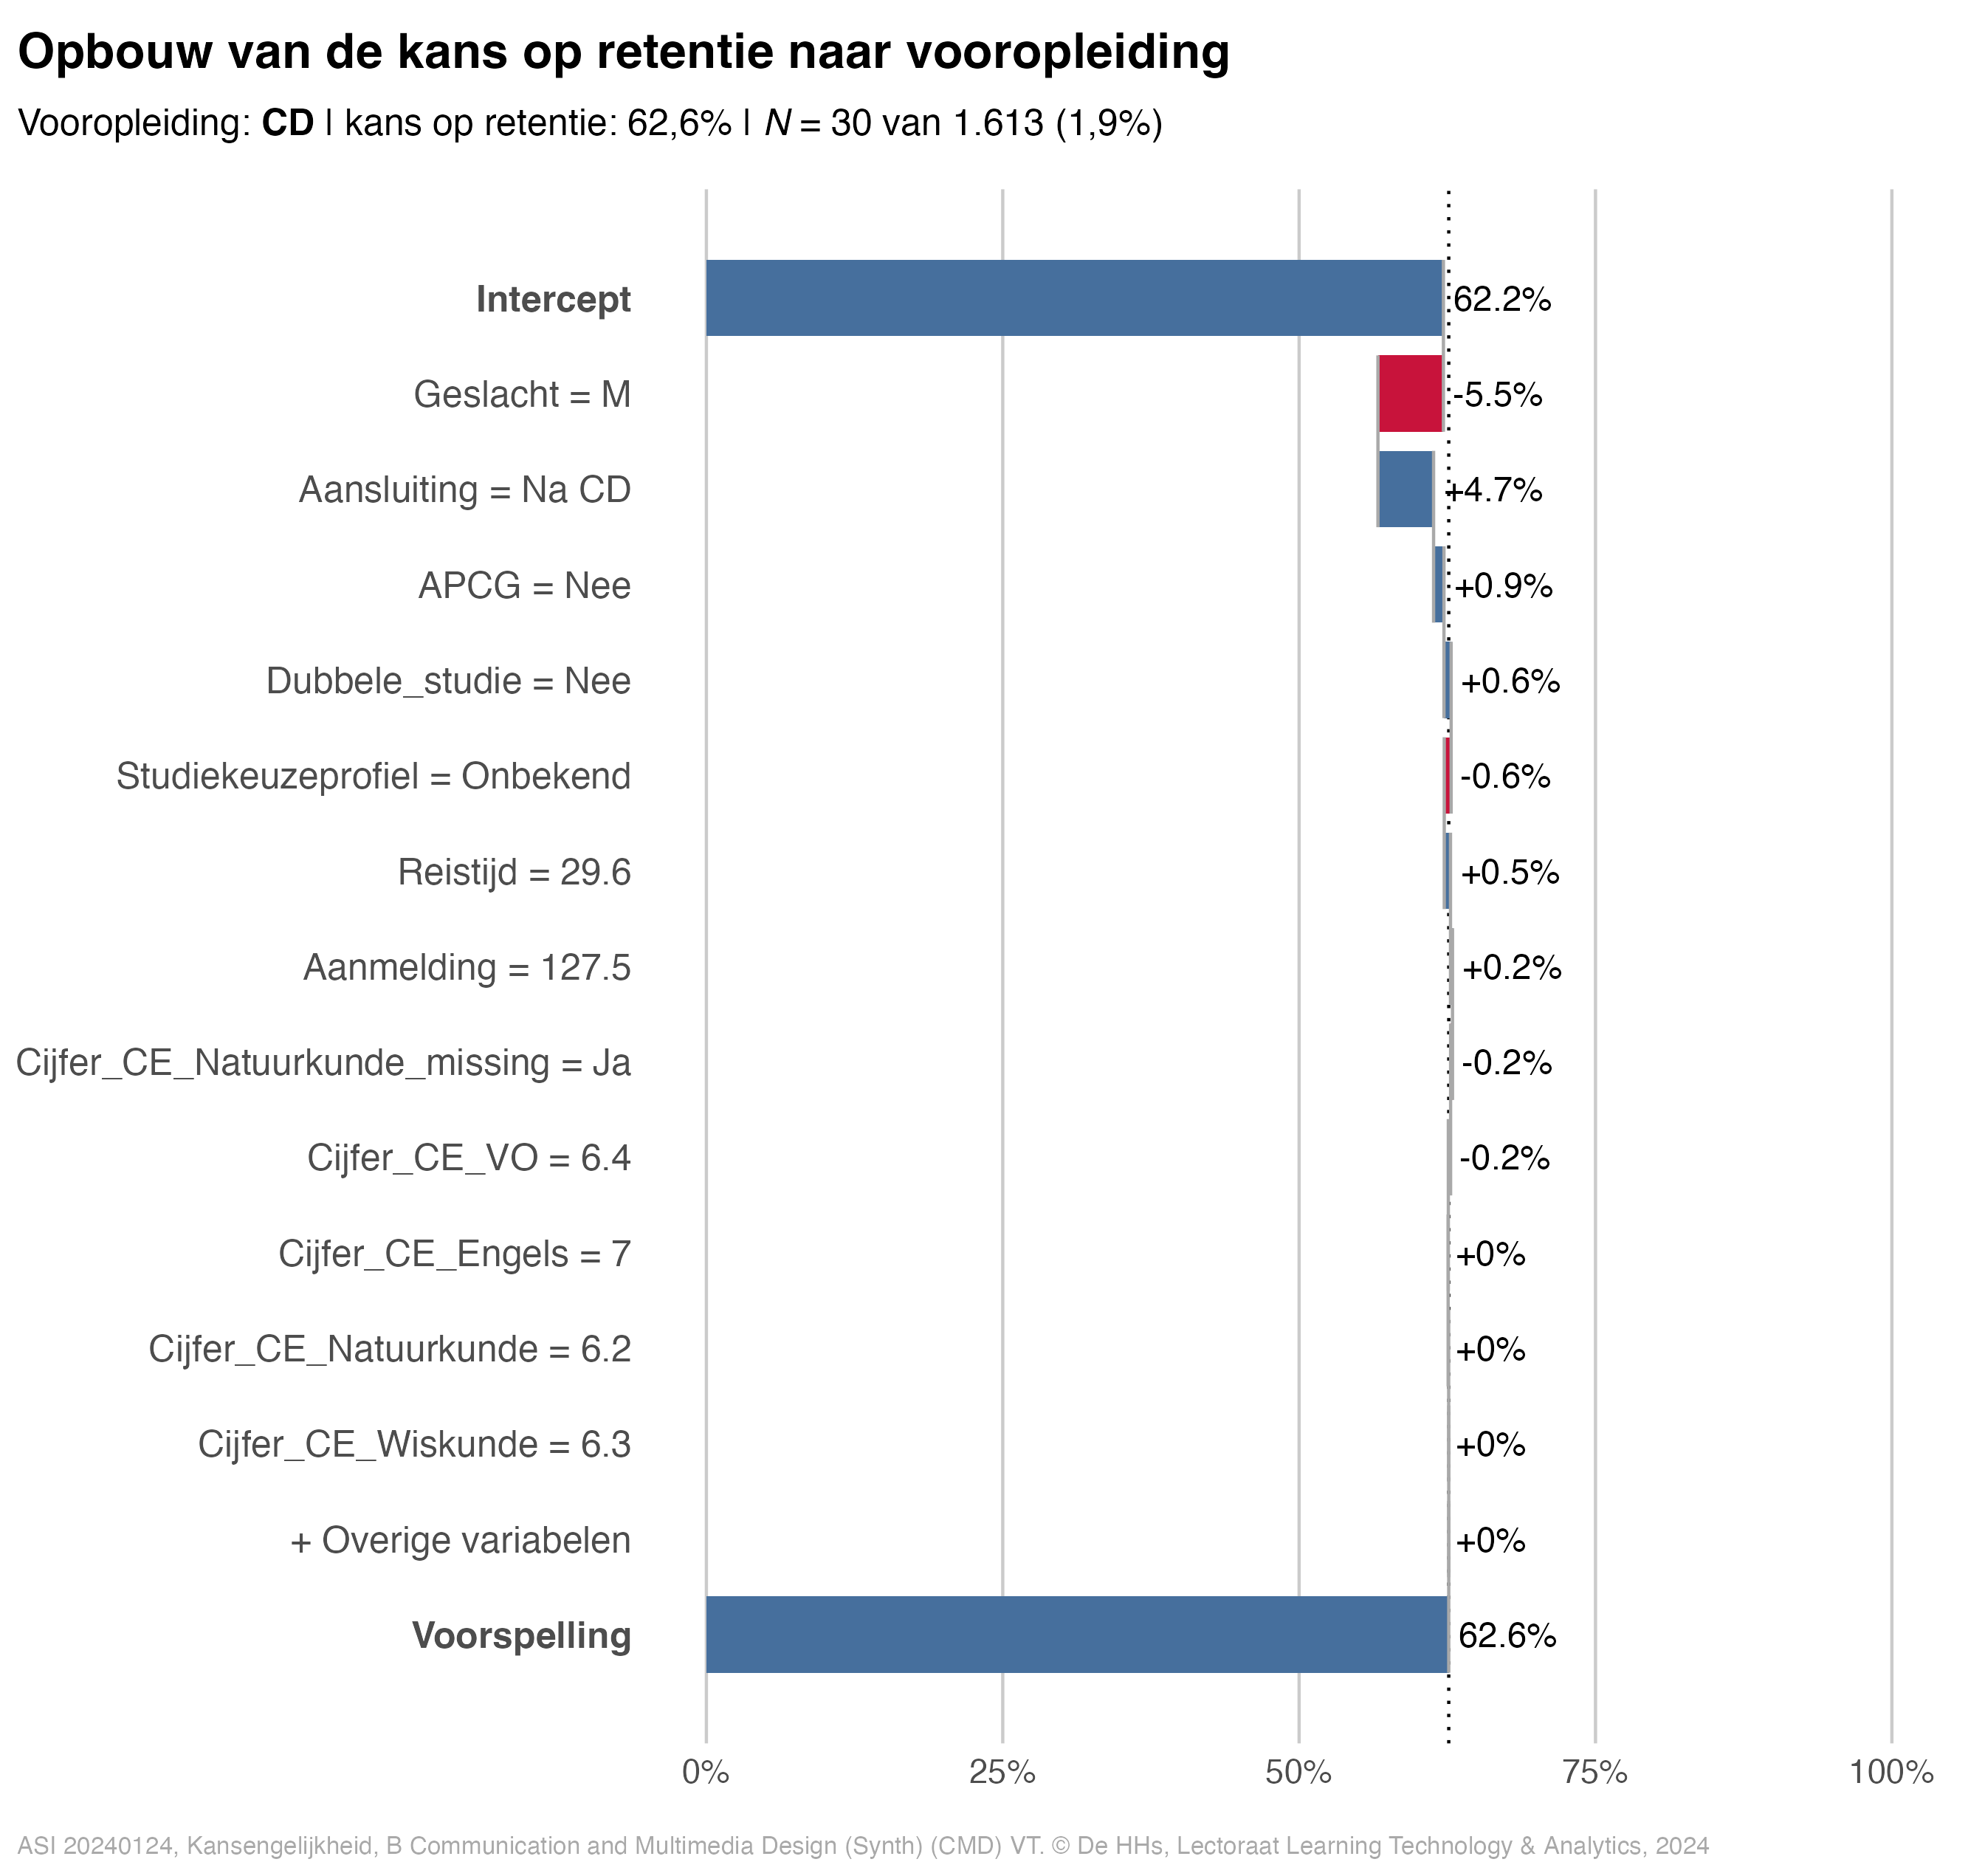 Opbouw van de kans op retentie naar vooropleiding
Vooropleiding: CD | kans op retentie: 62,6% | N = 30 van 1.613 (1,9%)
Intercept 62.2%
Geslacht = M -5.5%
Aansluiting = Na CD +4.7%
APCG = Nee +0.9%
Dubbele_studie = Nee +0.6%
Studiekeuzeprofiel = Onbekend -0.6%
Reistijd = 29.6 +0.5%
Aanmelding = 127.5 +0.2%
Cijfer_CE_Natuurkunde_missing = Ja -0.2%
Cijfer_CE_VO = 6.4 -0.2%
Cijfer_CE_Engels = 7 +0%
Cijfer_CE_Natuurkunde = 6.2 +0%
Cijfer_CE_Wiskunde = 6.3 +0%
+ Overige variabelen +0%
Voorspelling 62.6%
0% 25% 50% 75% 100%
ASI 20240124, Kansengelijkheid, B Communication and Multimedia Design (Synth) (CMD) VT. © De HHs, Lectoraat Learning Technology & Analytics, 2024